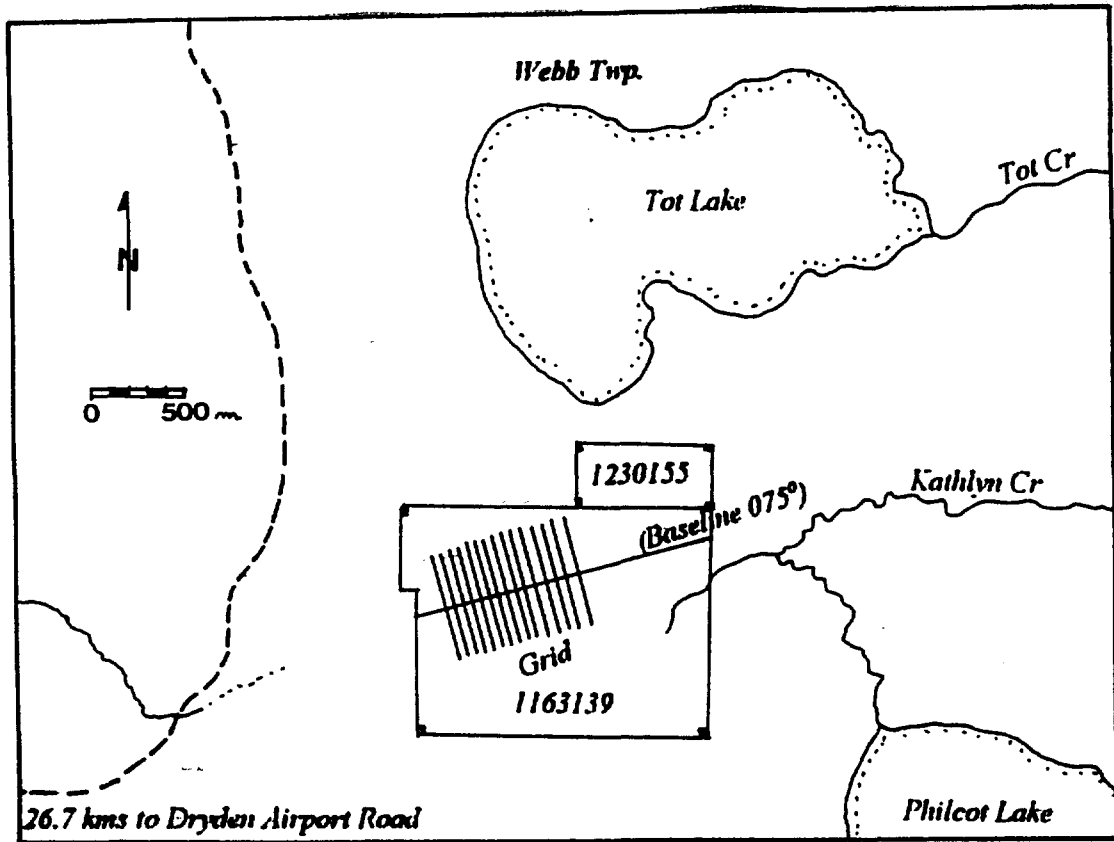 Webb Twp.
Tot Cr
Tot Lake
N
0 500 m
1230155
Kathlyn Cr
(Baseline 075°)
Grid
1163139
26.7 kms to Dryden Airport Road
Philcot Lake